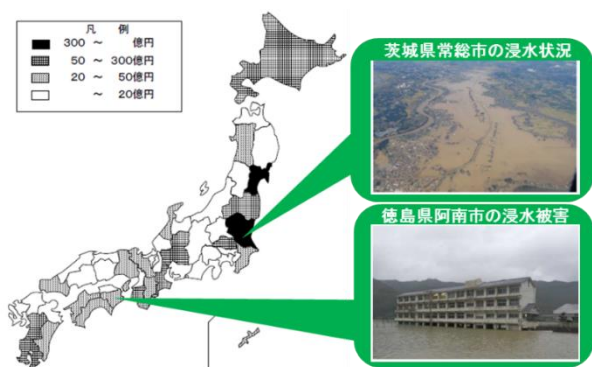 凡 例
300 ～ 億円
50 ～ 300億円
20 ～ 50億円
～ 20億円
茨城県常総市の浸水状況
徳島県阿南市の浸水被害